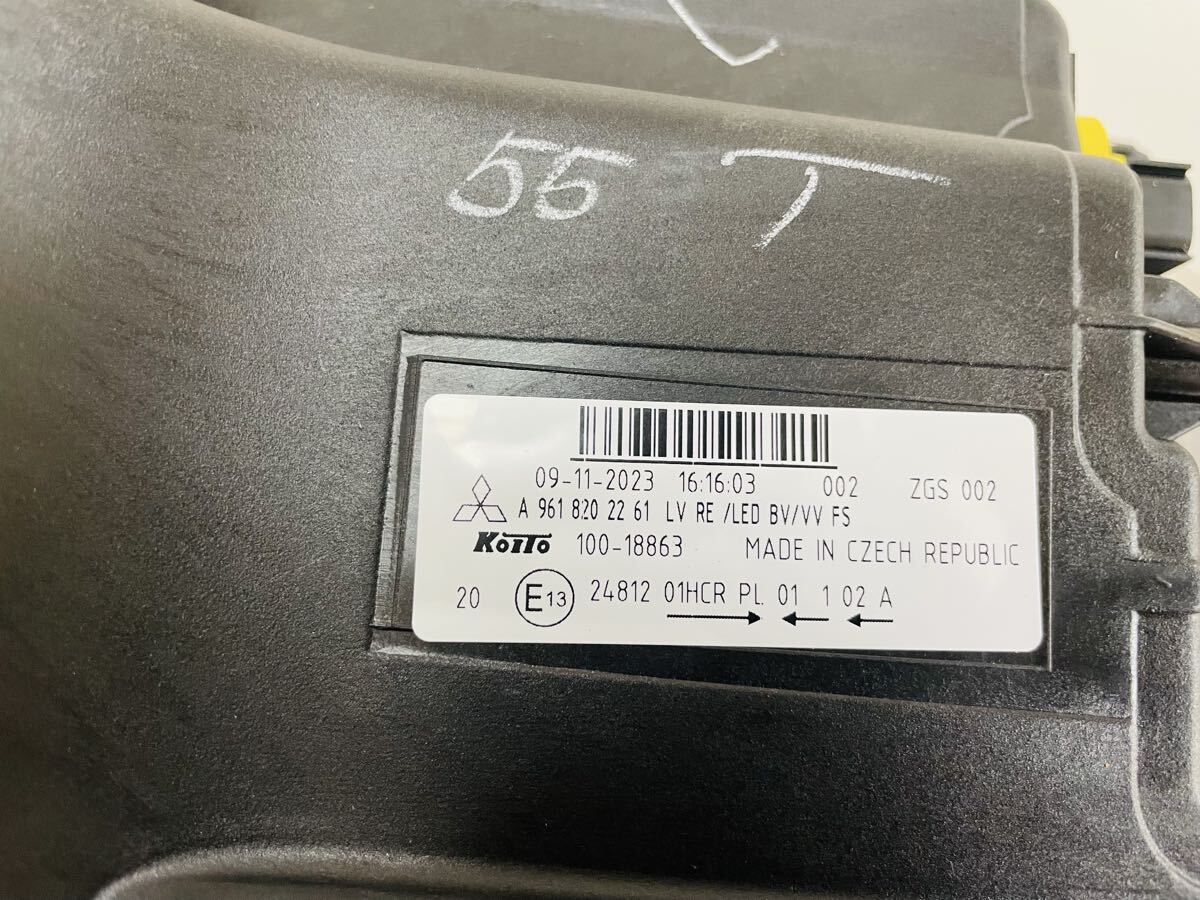 55 T
09-11-2023 16:16:03 002 ZGS 002
A 961 820 22 61 LV RE /LED BV/VV FS
KOITO 100-18863 MADE IN CZECH REPUBLIC
20 E13 24812 01HCR PL 01 1 02 A